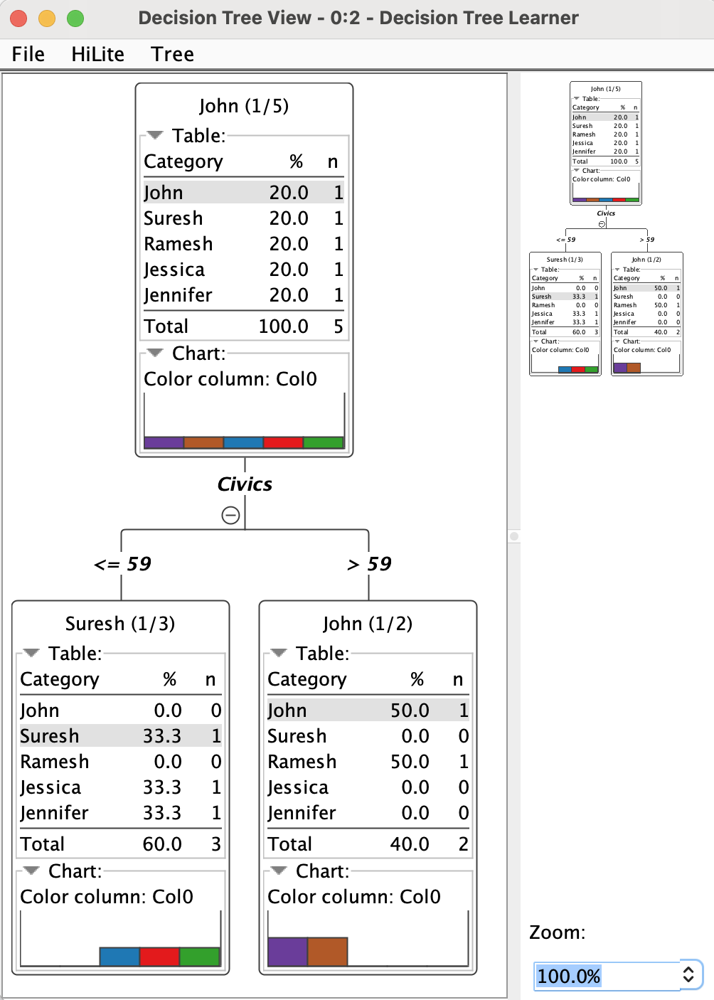 Decision Tree View - 0:2 - Decision Tree Learner
File HiLite Tree
John (1/5)
Table:
Category % n
John 20.0 1
Suresh 20.0 1
Ramesh 20.0 1
Jessica 20.0 1
Jennifer 20.0 1
Total 100.0 5
Chart:
Color column: Col0
Civics
<= 59
> 59
Suresh (1/3)
Table:
Category % n
John 0.0 0
Suresh 33.3 1
Ramesh 0.0 0
Jessica 33.3 1
Jennifer 33.3 1
Total 60.0 3
Chart:
Color column: Col0
John (1/2)
Table:
Category % n
John 50.0 1
Suresh 0.0 0
Ramesh 50.0 1
Jessica 0.0 0
Jennifer 0.0 0
Total 40.0 2
Chart:
Color column: Col0
John (1/5)
Table:
Category % n
John 20.0 1
Suresh 20.0 1
Ramesh 20.0 1
Jessica 20.0 1
Jennifer 20.0 1
Total 100.0 5
Chart:
Color column: Col0
Civics
<= 59
> 59
Suresh (1/3)
Table:
Category % n
John 0.0 0
Suresh 33.3 1
Ramesh 0.0 0
Jessica 33.3 1
Jennifer 33.3 1
Total 60.0 3
Chart:
Color column: Col0
John (1/2)
Table:
Category % n
John 50.0 1
Suresh 0.0 0
Ramesh 50.0 1
Jessica 0.0 0
Jennifer 0.0 0
Total 40.0 2
Chart:
Color column: Col0
Zoom:
100.0%